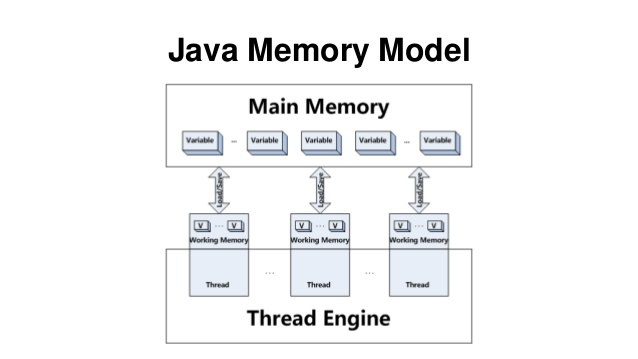 Java Memory Model
Main Memory
Variable ... Variable Variable Variable ... Variable
Load/Save Load/Save Load/Save
V ... V V ... V V ... V
Working Memory Working Memory Working Memory
... ...
Thread Thread Thread
Thread Engine